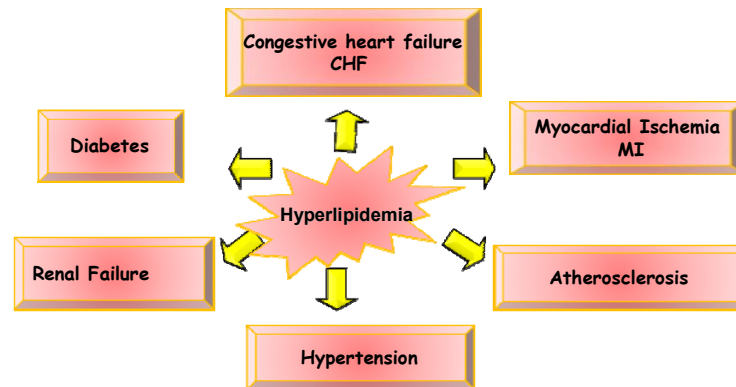 Congestive heart failure
CHF
Diabetes
Myocardial Ischemia
MI
Hyperlipidemia
Renal Failure
Atherosclerosis
Hypertension